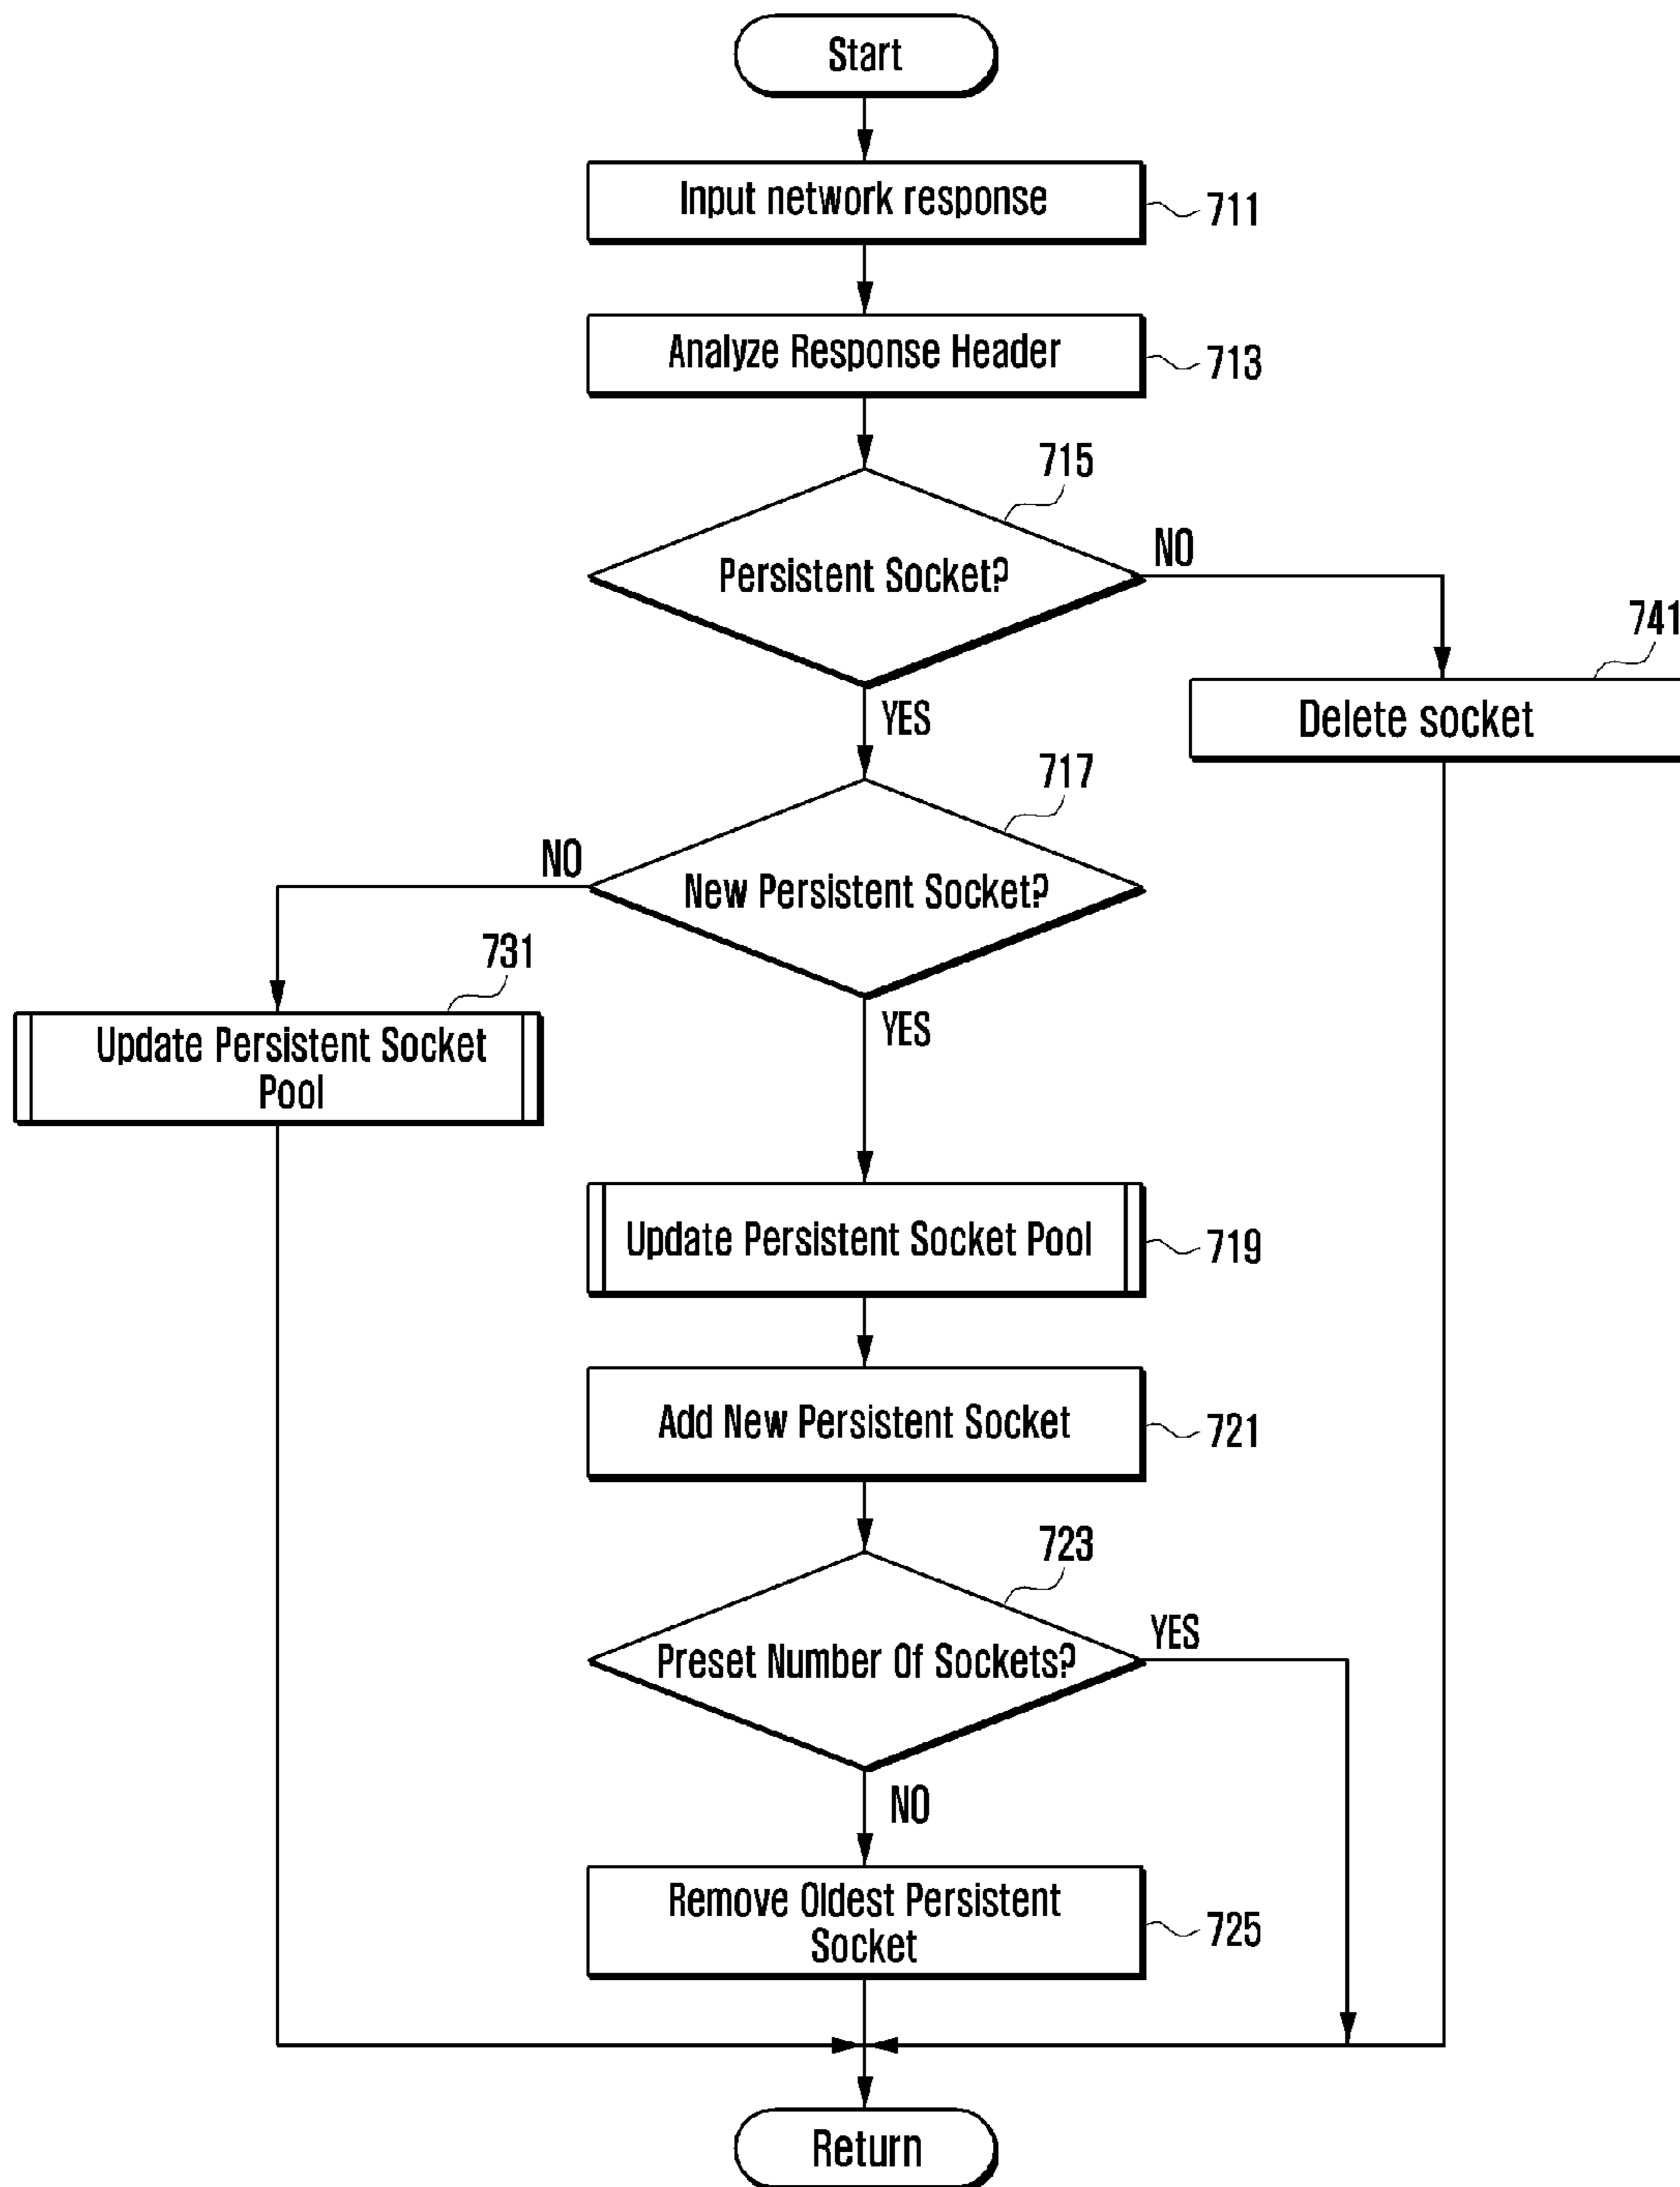 Start
Input network response
711
Analyze Response Header
713
715
Persistent Socket?
NO
741
YES
Delete socket
717
NO
New Persistent Socket?
731
YES
Update Persistent Socket
Pool
Update Persistent Socket Pool
719
Add New Persistent Socket
721
723
YES
Preset Number Of Sockets?
NO
Remove Oldest Persistent
Socket
725
Return